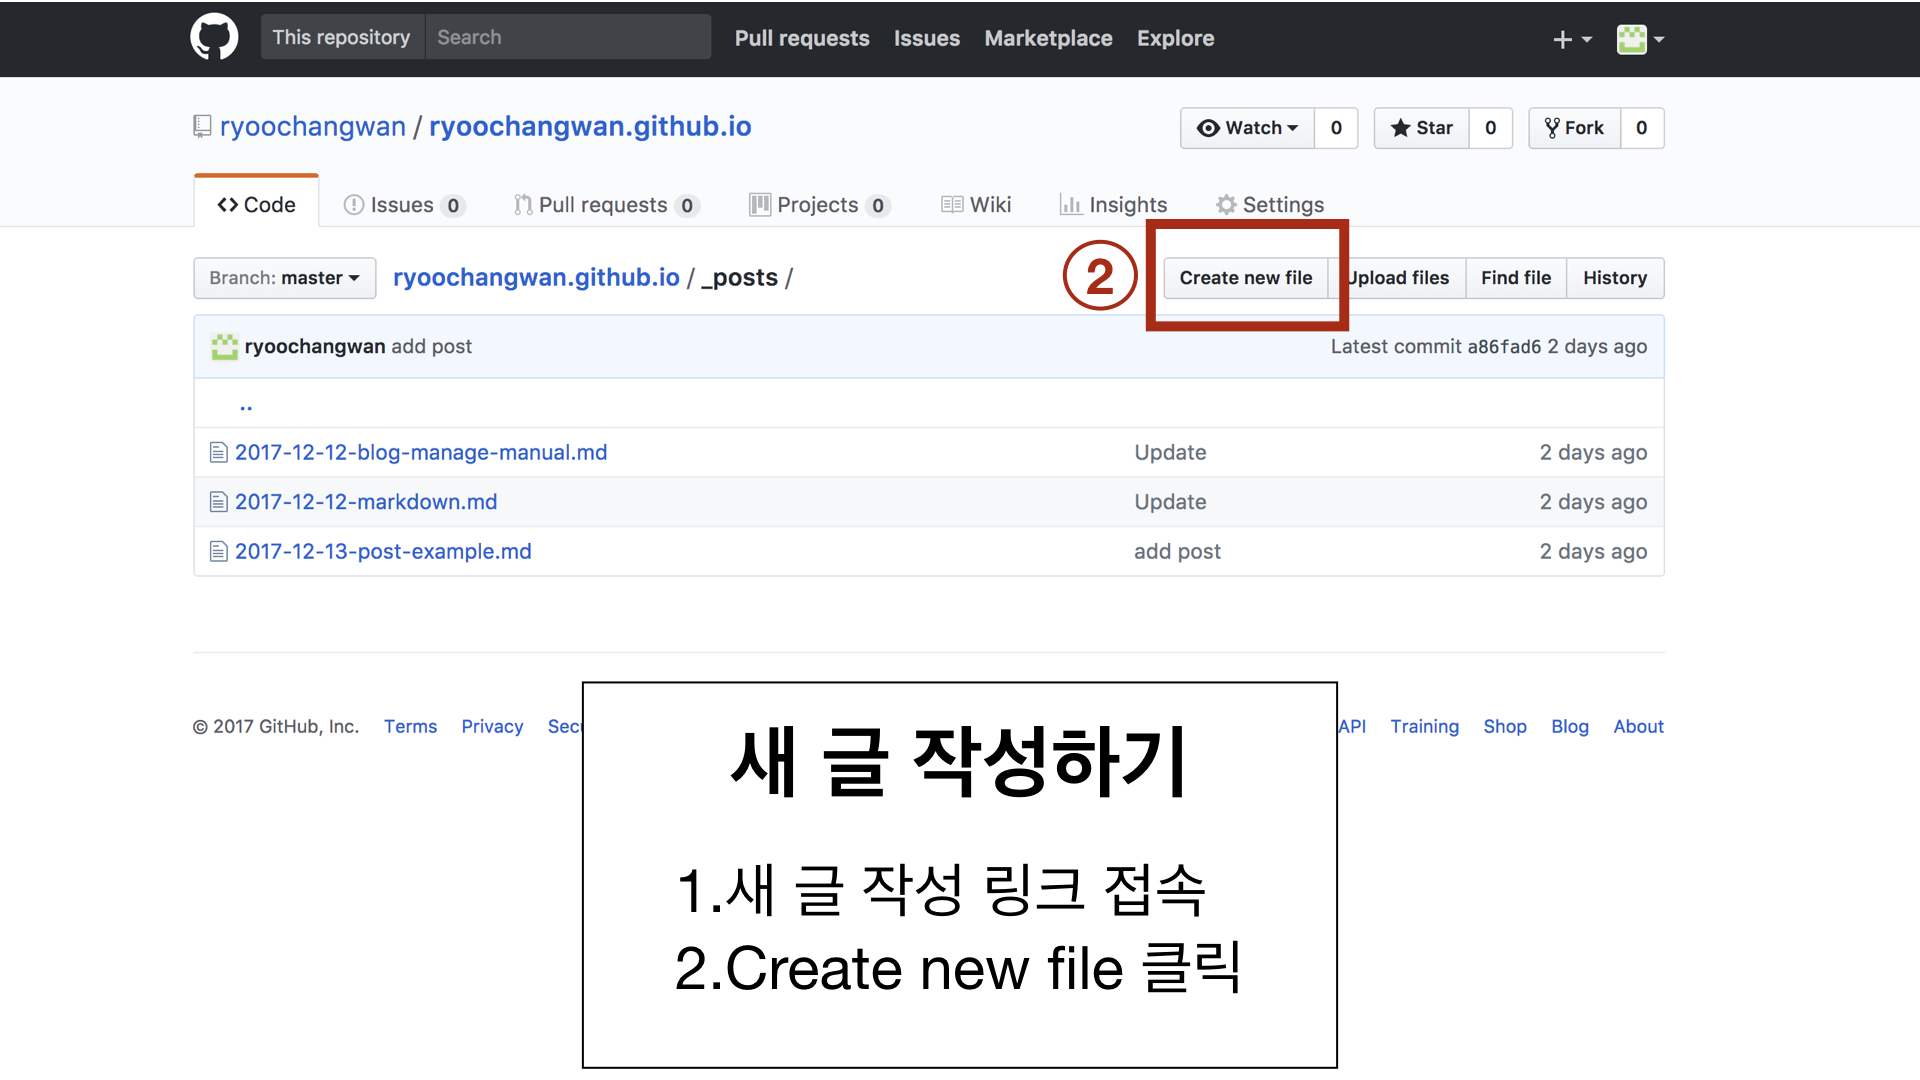 This repository Search Pull requests Issues Marketplace Explore
ryoochangwan / ryoochangwan.github.io Watch 0 Star 0 Fork 0
Code Issues 0 Pull requests 0 Projects 0 Wiki Insights Settings
Branch: master ryoochangwan.github.io / _posts / ② Create new file Upload files Find file History
ryoochangwan add post Latest commit a86fad6 2 days ago
..
2017-12-12-blog-manage-manual.md Update 2 days ago
2017-12-12-markdown.md Update 2 days ago
2017-12-13-post-example.md add post 2 days ago
© 2017 GitHub, Inc. Terms Privacy API Training Shop Blog About
새 글 작성하기
1.새 글 작성 링크 접속
2.Create new file 클릭